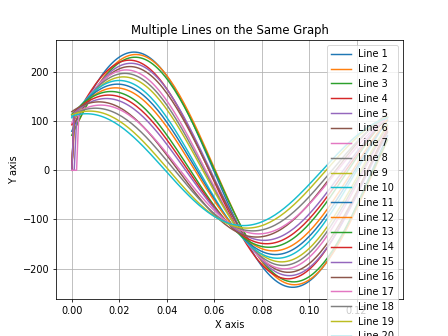 Multiple Lines on the Same Graph
Y axis
200
100
0
−100
−200
0.00
0.02
0.04
0.06
0.08
0.10
X axis
Line 1
Line 2
Line 3
Line 4
Line 5
Line 6
Line 7
Line 8
Line 9
Line 10
Line 11
Line 12
Line 13
Line 14
Line 15
Line 16
Line 17
Line 18
Line 19
Line 20